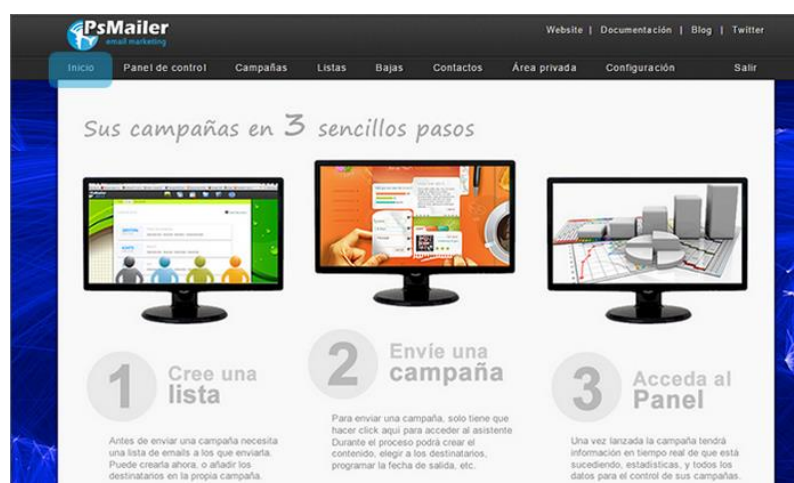 PsMailer
email marketing
Website | Documentación | Blog | Twitter
Inicio Panel de control Campañas Listas Bajas Contactos Área privada Configuración Salir
Sus campañas en 3 sencillos pasos
1 Cree una
lista
Antes de enviar una campaña necesita
una lista de emails a los que enviarla.
Puede crearla ahora, o añadir los
destinatarios en la propia campaña.
2 Envíe una
campaña
Para enviar una campaña, solo tiene que
hacer click aquí para acceder al asistente
Durante el proceso podrá crear el
contenido, elegir a los destinatarios,
programar la fecha de salida, etc.
3 Acceda al
Panel
Una vez lanzada la campaña tendrá
información en tiempo real de que está
sucediendo, estadísticas, y todos los
datos para el control de sus campañas.